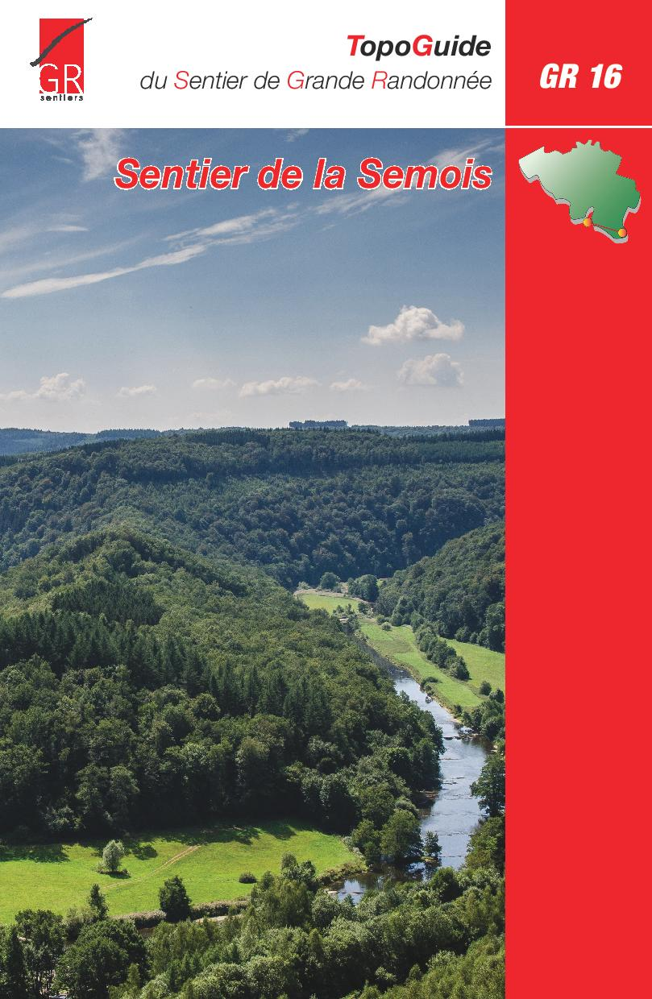 GR
sentiers
TopoGuide
du Sentier de Grande Randonnée
GR 16
Sentier de la Semois